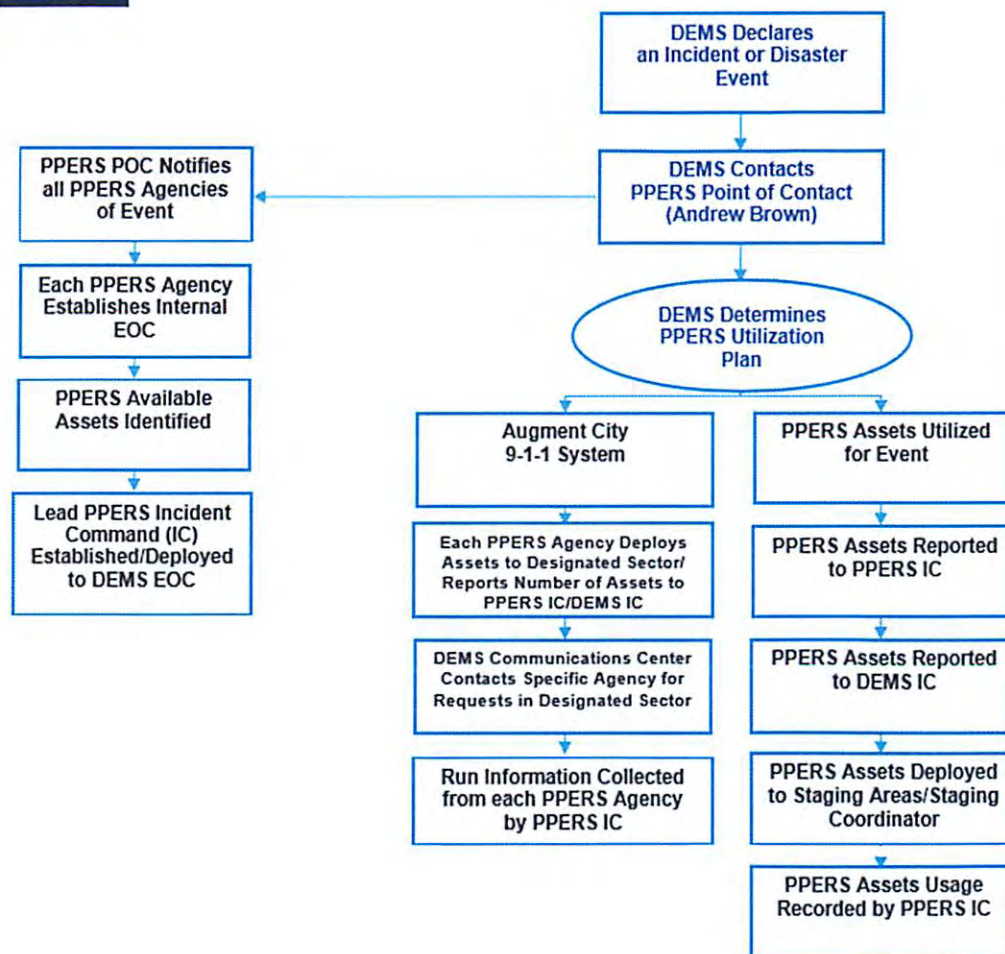 DEMS Declares
an Incident or Disaster
Event
DEMS Contacts
PPERS Point of Contact
(Andrew Brown)
PPERS POC Notifies
all PPERS Agencies
of Event
Each PPERS Agency
Establishes Internal
EOC
PPERS Available
Assets Identified
Lead PPERS Incident
Command (IC)
Established/Deployed
to DEMS EOC
DEMS Determines
PPERS Utilization
Plan
Augment City
9-1-1 System
Each PPERS Agency Deploys
Assets to Designated Sector/
Reports Number of Assets to
PPERS IC/DEMS IC
DEMS Communications Center
Contacts Specific Agency for
Requests in Designated Sector
Run Information Collected
from each PPERS Agency
by PPERS IC
PPERS Assets Utilized
for Event
PPERS Assets Reported
to PPERS IC
PPERS Assets Reported
to DEMS IC
PPERS Assets Deployed
to Staging Areas/Staging
Coordinator
PPERS Assets Usage
Recorded by PPERS IC